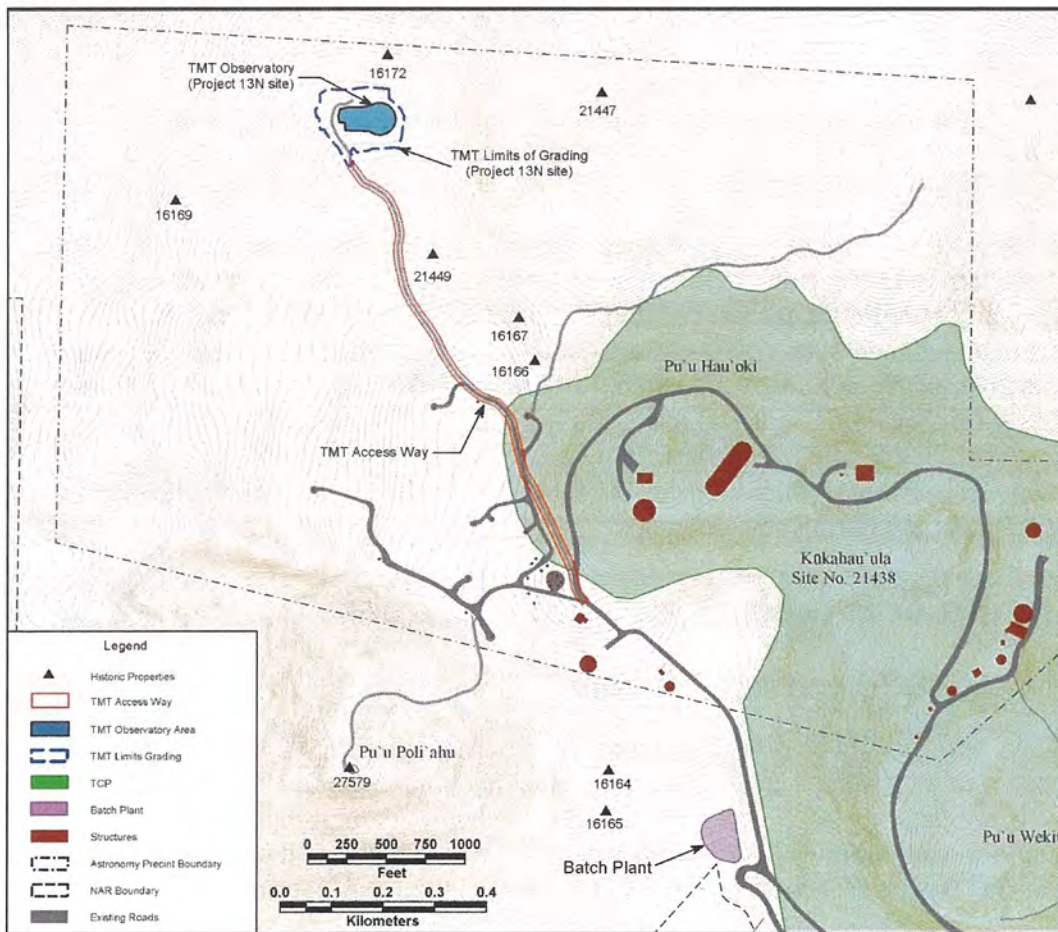 TMT Observatory
(Project 13N site)
16172
21447
TMT Limits of Grading
(Project 13N site)
16169
21449
16167
16166
Pu`u Hau`oki
TMT Access Way
Kūkahau`ula
Site No. 21438
Legend
Historic Properties
TMT Access Way
TMT Observatory Area
TMT Limits Grading
TCP
Batch Plant
Structures
Astronomy Precint Boundary
NAR Boundary
Existing Roads
Pu`u Poli`ahu
27579
16164
16165
Pu`u Wekiu
Batch Plant
0 250 500 750 1000
Feet
0.0 0.1 0.2 0.3 0.4
Kilometers